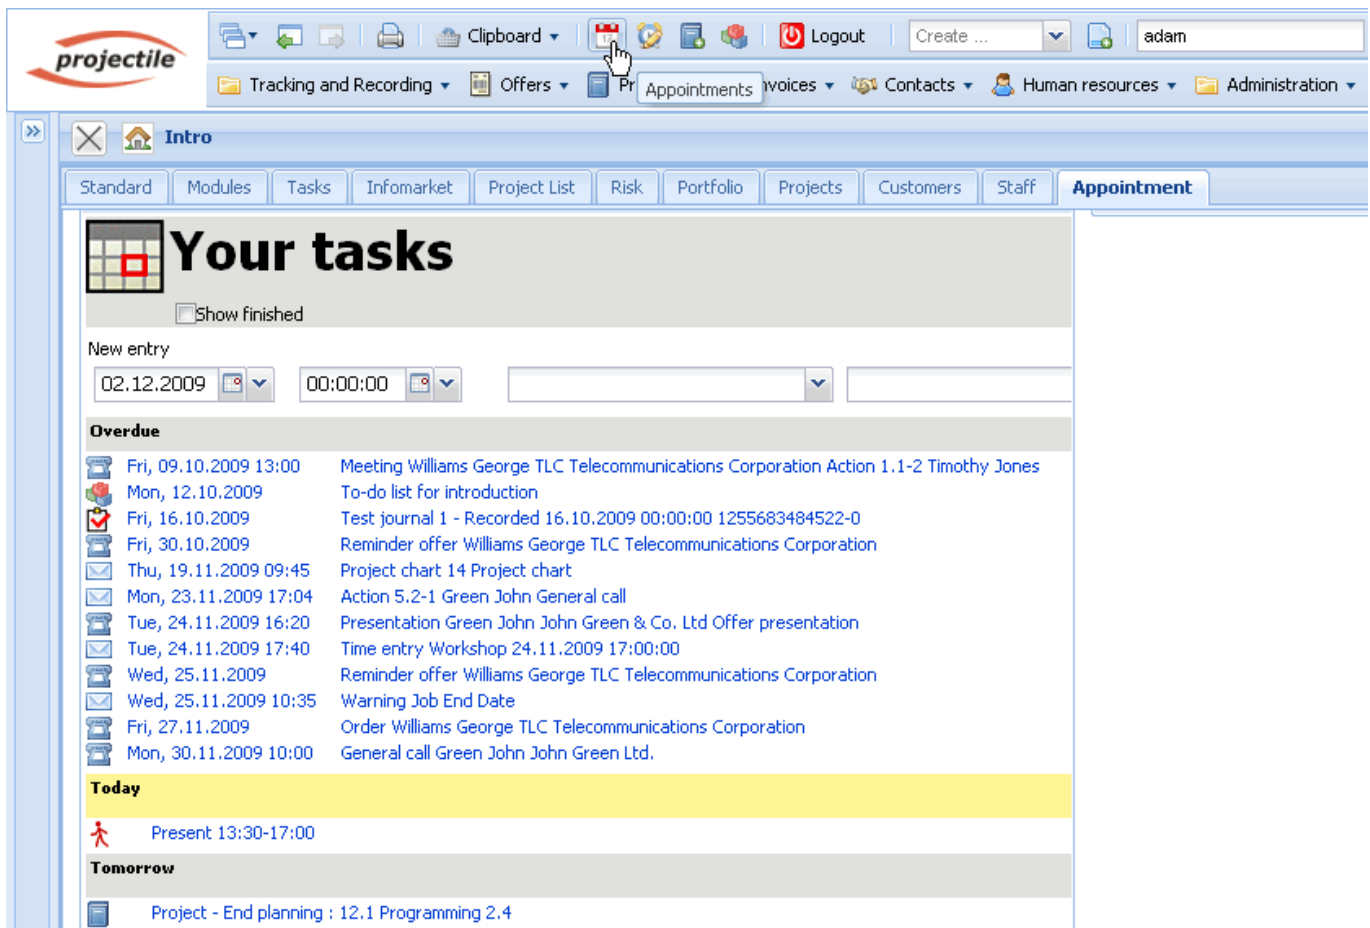 projectile
Clipboard
17
Logout
Create ...
adam
Tracking and Recording
Offers
Pr
Appointments
voices
Contacts
Human resources
Administration
Intro
Standard Modules Tasks Infomarket Project List Risk Portfolio Projects Customers Staff Appointment
Your tasks
Show finished
New entry
02.12.2009 00:00:00
Overdue
Fri, 09.10.2009 13:00 Meeting Williams George TLC Telecommunications Corporation Action 1.1-2 Timothy Jones
Mon, 12.10.2009 To-do list for introduction
Fri, 16.10.2009 Test journal 1 - Recorded 16.10.2009 00:00:00 1255683484522-0
Fri, 30.10.2009 Reminder offer Williams George TLC Telecommunications Corporation
Thu, 19.11.2009 09:45 Project chart 14 Project chart
Mon, 23.11.2009 17:04 Action 5.2-1 Green John General call
Tue, 24.11.2009 16:20 Presentation Green John John Green & Co. Ltd Offer presentation
Tue, 24.11.2009 17:40 Time entry Workshop 24.11.2009 17:00:00
Wed, 25.11.2009 Reminder offer Williams George TLC Telecommunications Corporation
Wed, 25.11.2009 10:35 Warning Job End Date
Fri, 27.11.2009 Order Williams George TLC Telecommunications Corporation
Mon, 30.11.2009 10:00 General call Green John John Green Ltd.
Today
Present 13:30-17:00
Tomorrow
Project - End planning : 12.1 Programming 2.4